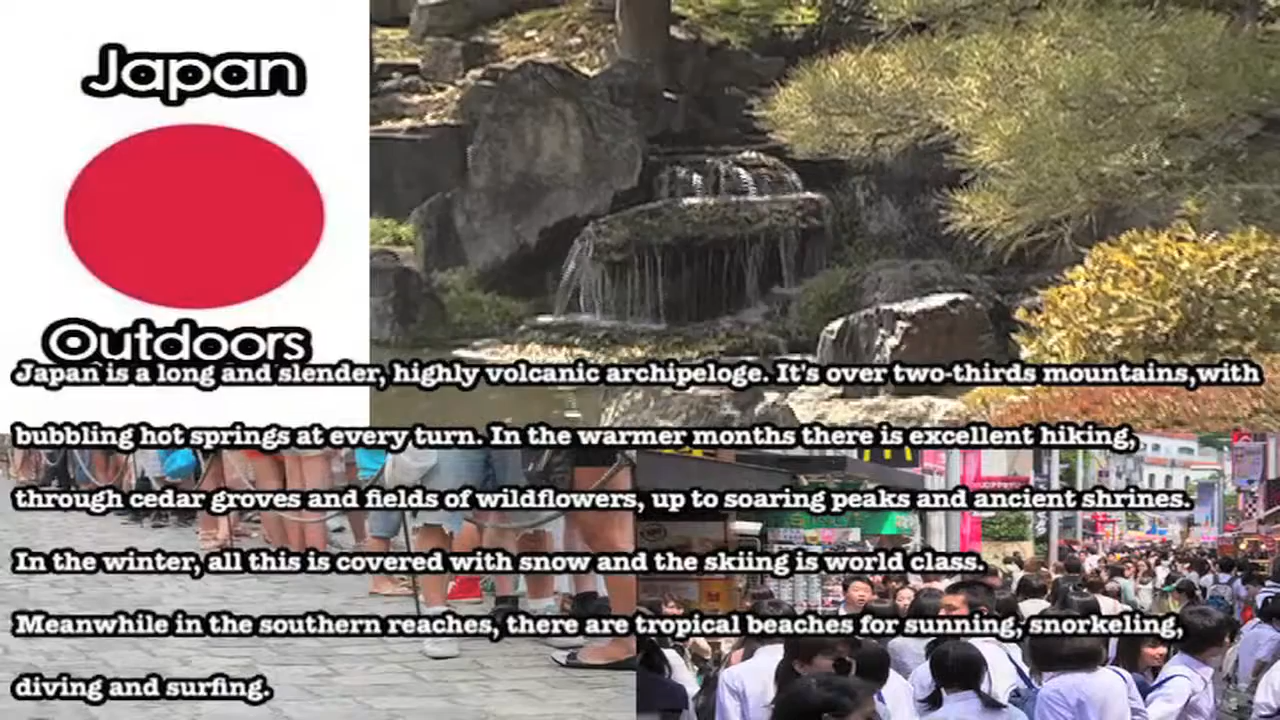 Japan
Outdoors
Japan is a long and slender, highly volcanic archipeloge. It's over two-thirds mountains,with
bubbling hot springs at every turn. In the warmer months there is excellent hiking,
through cedar groves and fields of wildflowers, up to soaring peaks and ancient shrines.
In the winter, all this is covered with snow and the skiing is world class.
Meanwhile in the southern reaches, there are tropical beaches for sunning, snorkeling,
diving and surfing.